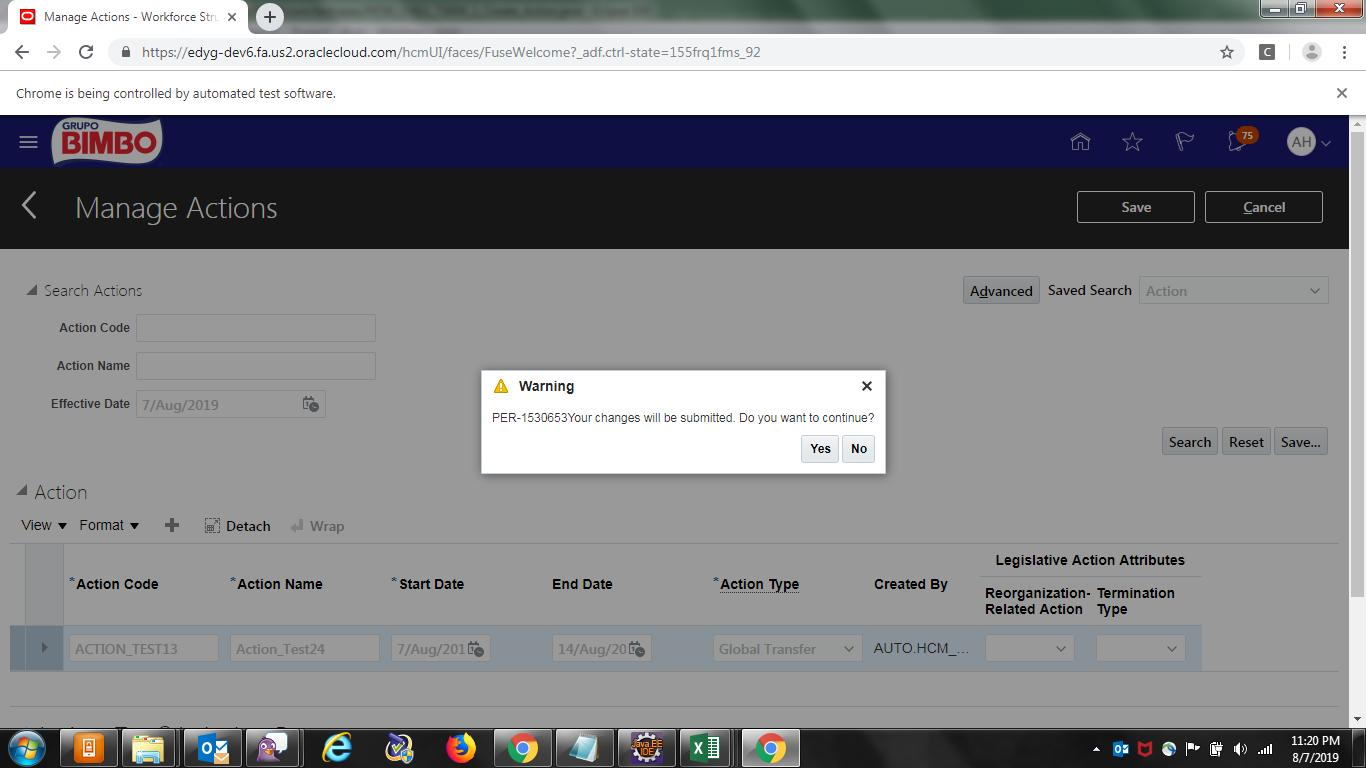 Manage Actions - Workforce Stru
https://edyg-dev6.fa.us2.oraclecloud.com/hcmUI/faces/FuseWelcome?_adf.ctrl-state=155frq1fms_92
C
Chrome is being controlled by automated test software.
GRUPO
BIMBO
75
AH
Manage Actions
Save
Cancel
Search Actions
Advanced
Saved Search
Action
Action Code
Action Name
Effective Date
7/Aug/2019
Warning
PER-1530653Your changes will be submitted. Do you want to continue?
Yes
No
Search
Reset
Save...
Action
View
Format
Detach
Wrap
Legislative Action Attributes
*Action Code
*Action Name
*Start Date
End Date
*Action Type
Created By
Reorganization-
Related Action
Termination
Type
ACTION_TEST13
Action_Test24
7/Aug/201
14/Aug/20
Global Transfer
AUTO.HCM_...
Java EE
IDE
11:20 PM
8/7/2019